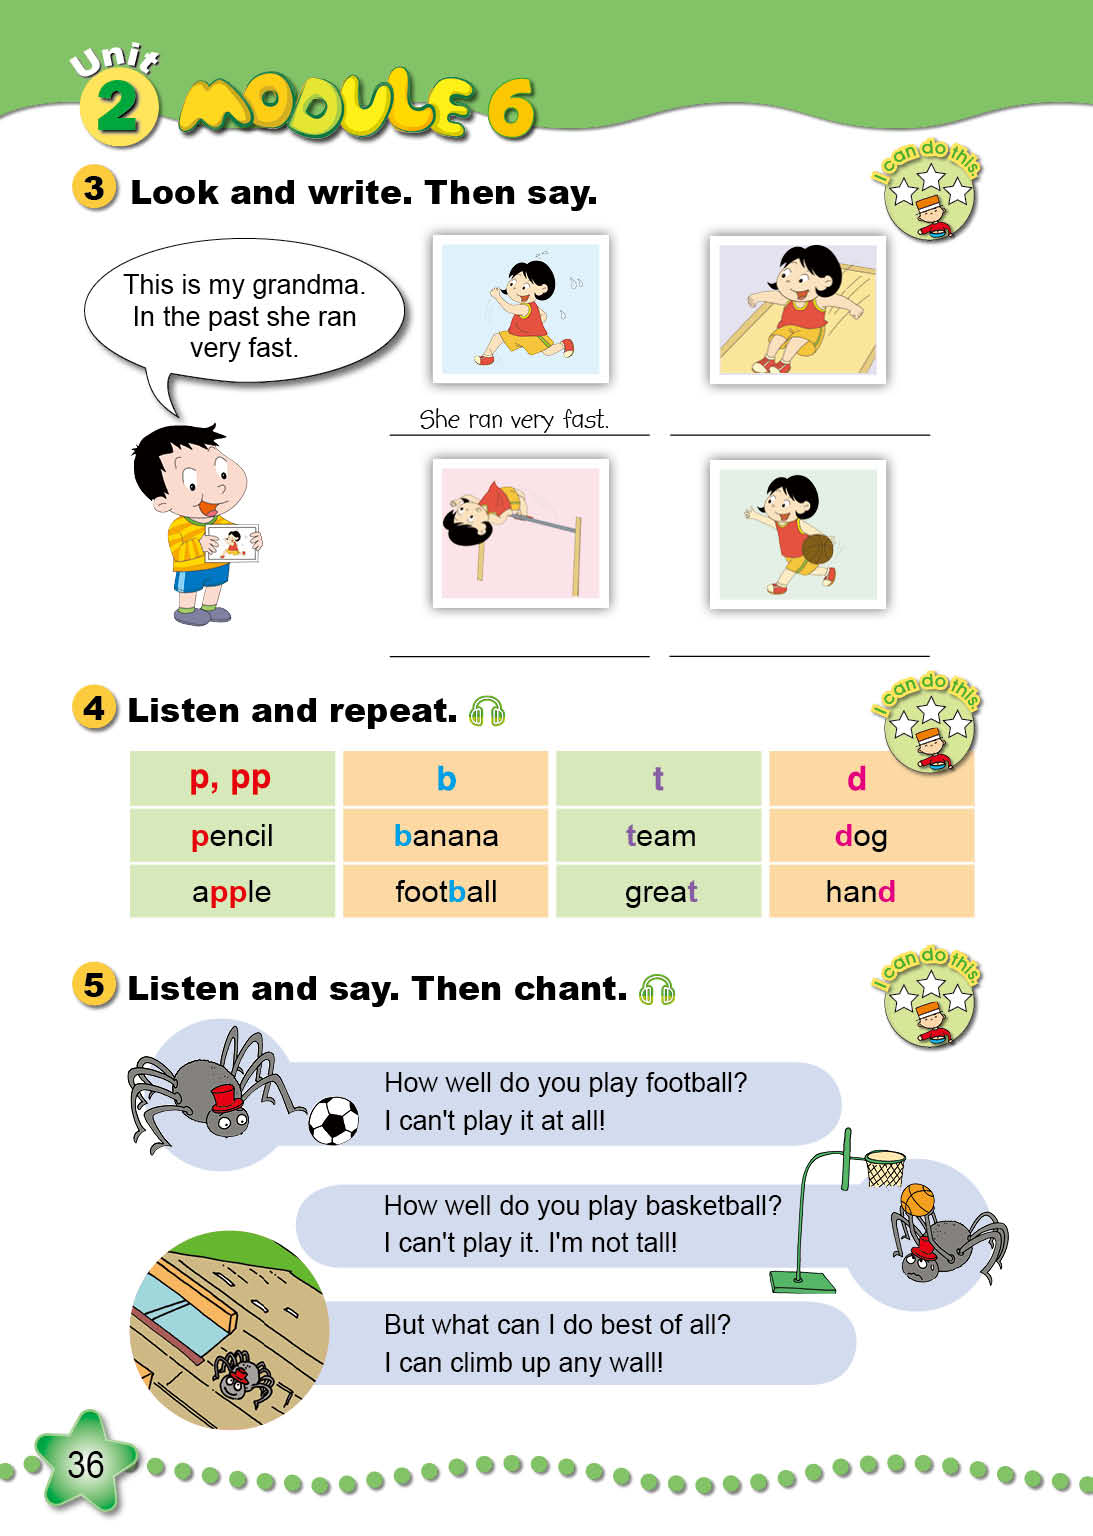 Unit
2 MODULE 6
3 Look and write. Then say.
I can do this.
This is my grandma.
In the past she ran
very fast.
She ran very fast.
4 Listen and repeat.
I can do this.
p, pp b t d
pencil banana team dog
apple football great hand
5 Listen and say. Then chant.
I can do this.
How well do you play football?
I can't play it at all!
How well do you play basketball?
I can't play it. I'm not tall!
But what can I do best of all?
I can climb up any wall!
36